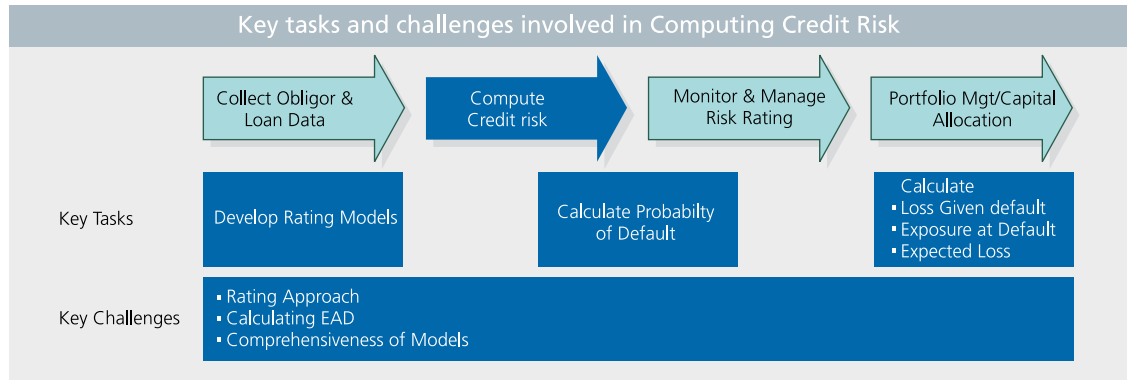 Key tasks and challenges involved in Computing Credit Risk
Collect Obligor &
Loan Data
Compute
Credit risk
Monitor & Manage
Risk Rating
Portfolio Mgt/Capital
Allocation
Key Tasks
Develop Rating Models
Calculate Probabilty
of Default
Calculate
▪ Loss Given default
▪ Exposure at Default
▪ Expected Loss
Key Challenges
▪ Rating Approach
▪ Calculating EAD
▪ Comprehensiveness of Models